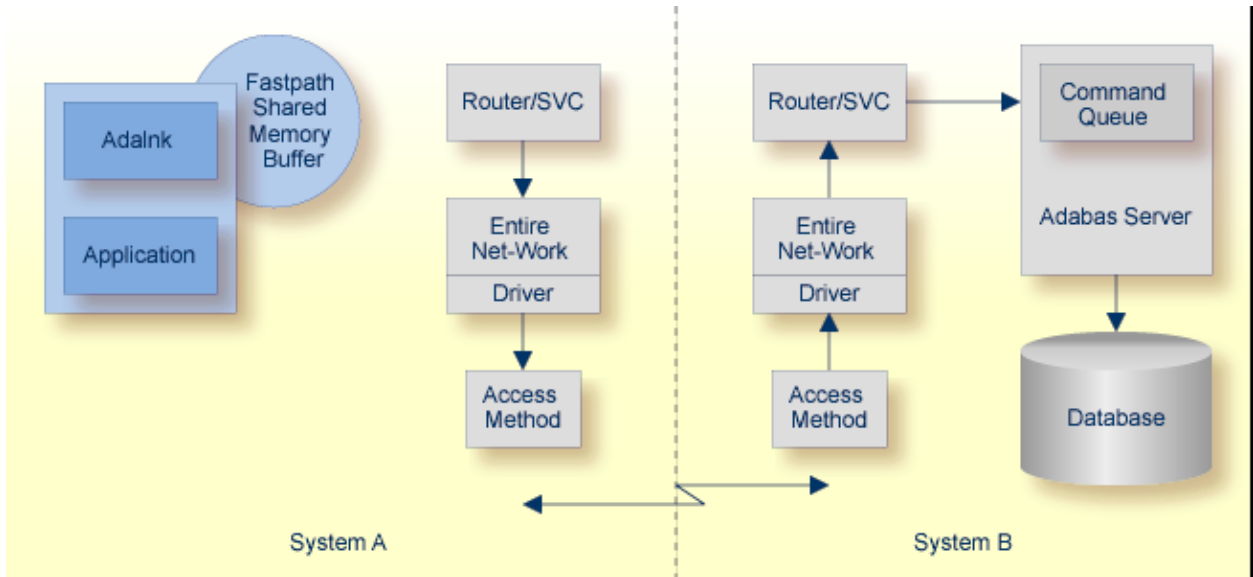 Fastpath
Shared
Memory
Buffer
Adalnk
Application
Router/SVC
Entire
Net-Work
Driver
Access
Method
System A
Router/SVC
Entire
Net-Work
Driver
Access
Method
Command
Queue
Adabas Server
Database
System B